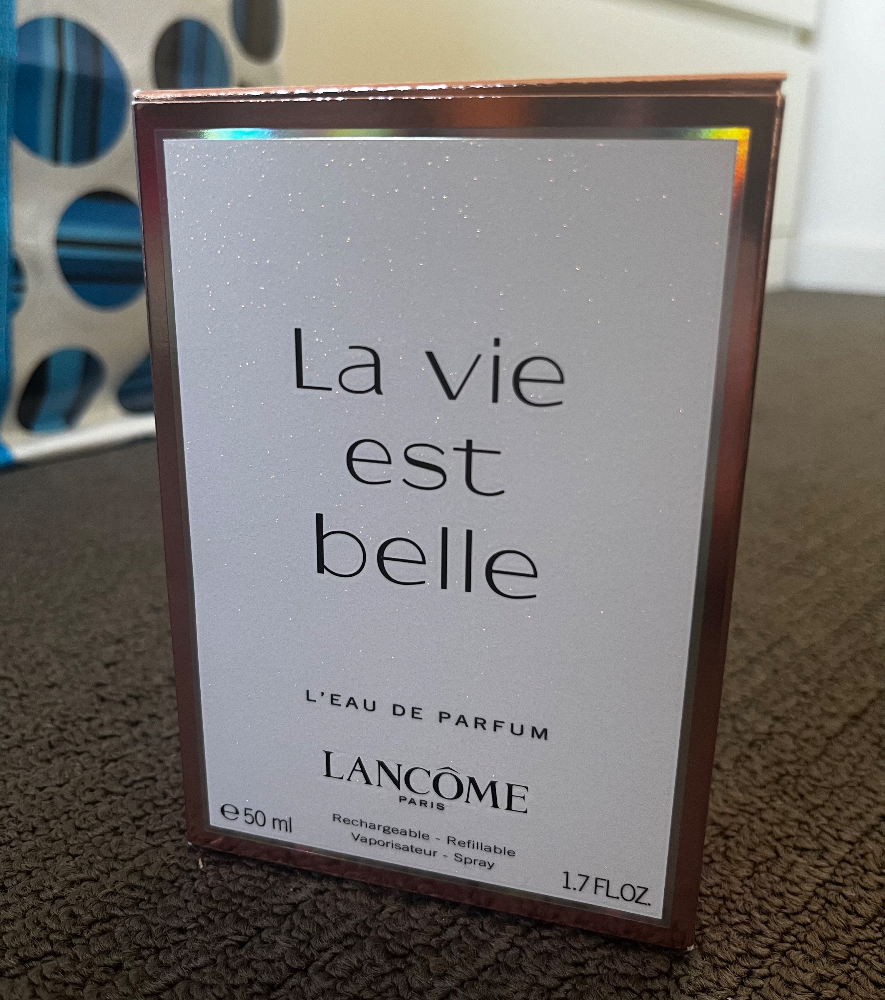 La vie
est
belle
L'EAU DE PARFUM
LANCÔME
PARIS
℮50 ml
Rechargeable - Refillable
Vaporisateur - Spray
1.7 FL.OZ.